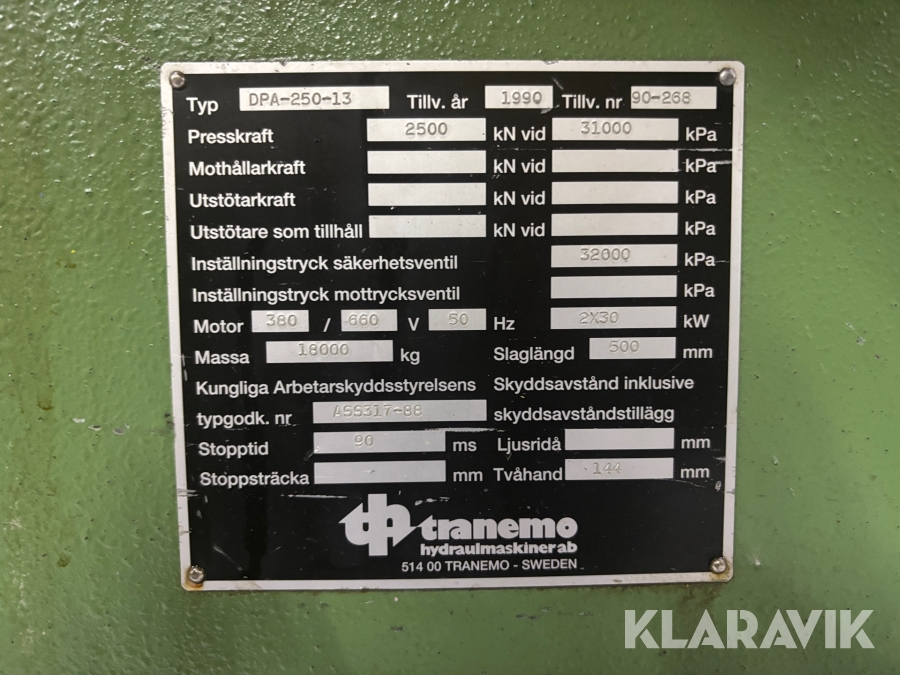 Typ DPA-250-13 Tillv. år 1990 Tillv. nr 90-268
Presskraft 2500 kN vid 31000 kPa
Mothållarkraft kN vid kPa
Utstötarkraft kN vid kPa
Utstötare som tillhåll kN vid kPa
Inställningstryck säkerhetsventil 32000 kPa
Inställningstryck mottrycksventil kPa
Motor 380 / 660 V 50 Hz 2X30 kW
Massa 18000 kg Slaglängd 500 mm
Kungliga Arbetarskyddsstyrelsens Skyddsavstånd inklusive
typgodk. nr ASS317-88 skyddsavståndstillägg
Stopptid 90 ms Ljusridå mm
Stoppsträcka mm Tvåhand 144 mm
tranemo
hydraulmaskinerab
514 00 TRANEMO - SWEDEN
KLARAVIK